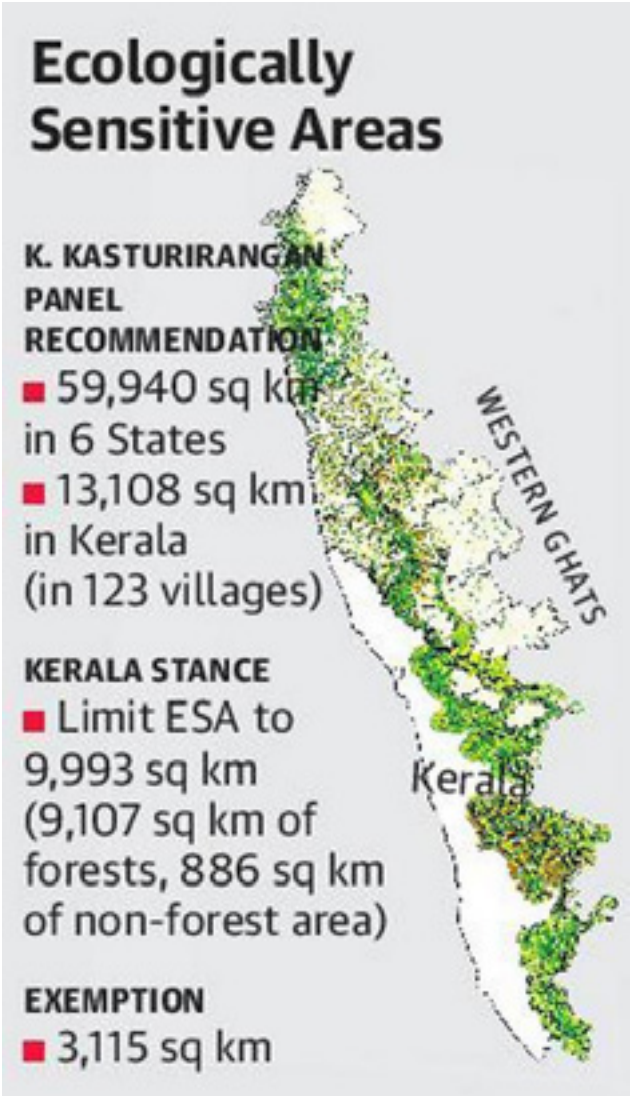 Ecologically
Sensitive Areas
K. KASTURIRANGAN
PANEL
RECOMMENDATION
59,940 sq km
in 6 States
13,108 sq km
in Kerala
(in 123 villages)
WESTERN GHATS
KERALA STANCE
Limit ESA to
9,993 sq km
(9,107 sq km of
forests, 886 sq km
of non-forest area)
Kerala
EXEMPTION
3,115 sq km